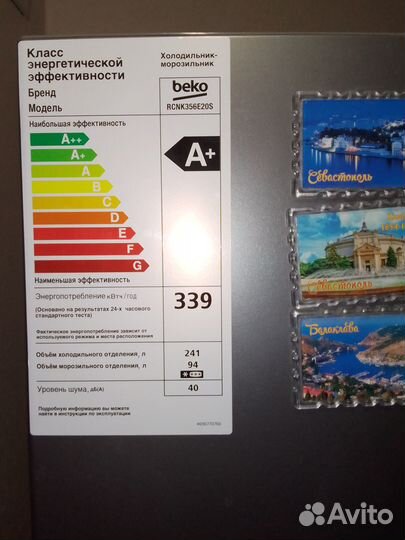 Класс
энергетической
эффективности
Холодильник-
морозильник
Бренд
beko
Модель
RCNK356E20S
Наибольшая эффективность
A++
A+
A
B
C
D
E
F
G
A+
Наименьшая эффективность
Энергопотребление кВтч/год
339
(Основано на результатах 24-х часового
стандартного теста)
Фактическое энергопотребление зависит от
используемого режима и места расположения
Объём холодильного отделения, л
241
Объём морозильного отделения, л
94
Уровень шума, дБ(А)
40
Подробную информацию вы можете
найти в инструкции по эксплуатации
Севастополь
Севастополь
Балаклава
Avito